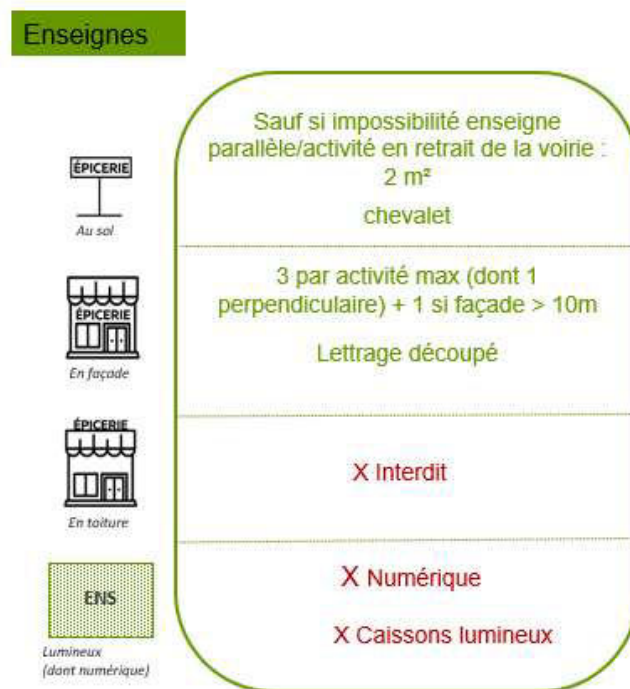 Enseignes
Sauf si impossibilité enseigne
parallèle/activité en retrait de la voirie :
2 m²
chevalet
ÉPICERIE
Au sol
3 par activité max (dont 1
perpendiculaire) + 1 si façade > 10m
Lettrage découpé
ÉPICERIE
En façade
ÉPICERIE
X Interdit
En toiture
X Numérique
ENS
X Caissons lumineux
Lumineux
(dont numérique)